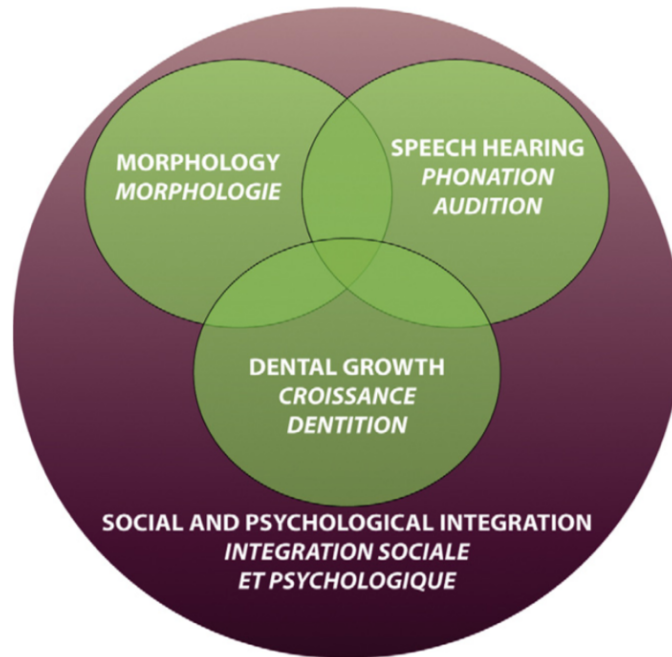 MORPHOLOGY
MORPHOLOGIE
SPEECH HEARING
PHONATION
AUDITION
DENTAL GROWTH
CROISSANCE
DENTITION
SOCIAL AND PSYCHOLOGICAL INTEGRATION
INTEGRATION SOCIALE
ET PSYCHOLOGIQUE